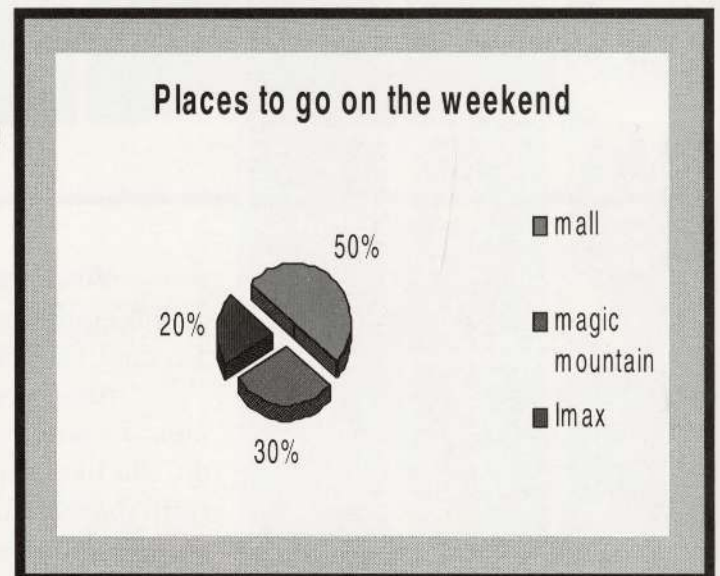 Places to go on the weekend
50%
20%
30%
mall
magic
mountain
Imax